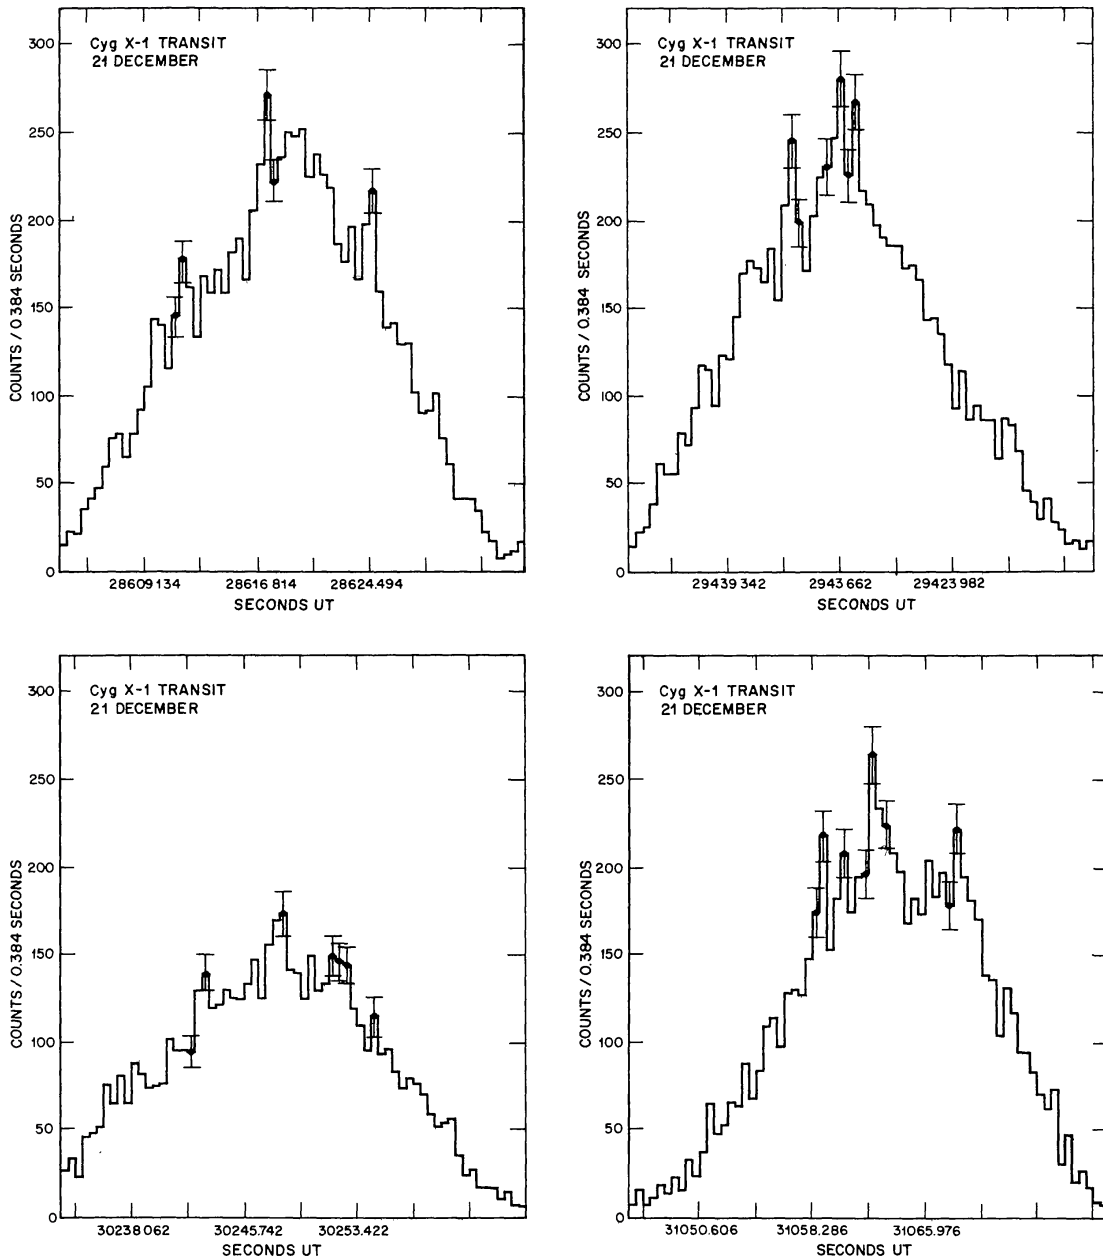 Cyg X-1 TRANSIT
21 DECEMBER
300
250
200
150
100
50
0
COUNTS / 0.384 SECONDS
28609.134 28616.814 28624.494
SECONDS UT
Cyg X-1 TRANSIT
21 DECEMBER
300
250
200
150
100
50
0
COUNTS / 0.384 SECONDS
29439.342 29443.662 29423.982
SECONDS UT
Cyg X-1 TRANSIT
21 DECEMBER
300
250
200
150
100
50
0
COUNTS / 0.384 SECONDS
30238.062 30245.742 30253.422
SECONDS UT
Cyg X-1 TRANSIT
21 DECEMBER
300
250
200
150
100
50
0
COUNTS / 0.384 SECONDS
31050.606 31058.286 31065.976
SECONDS UT